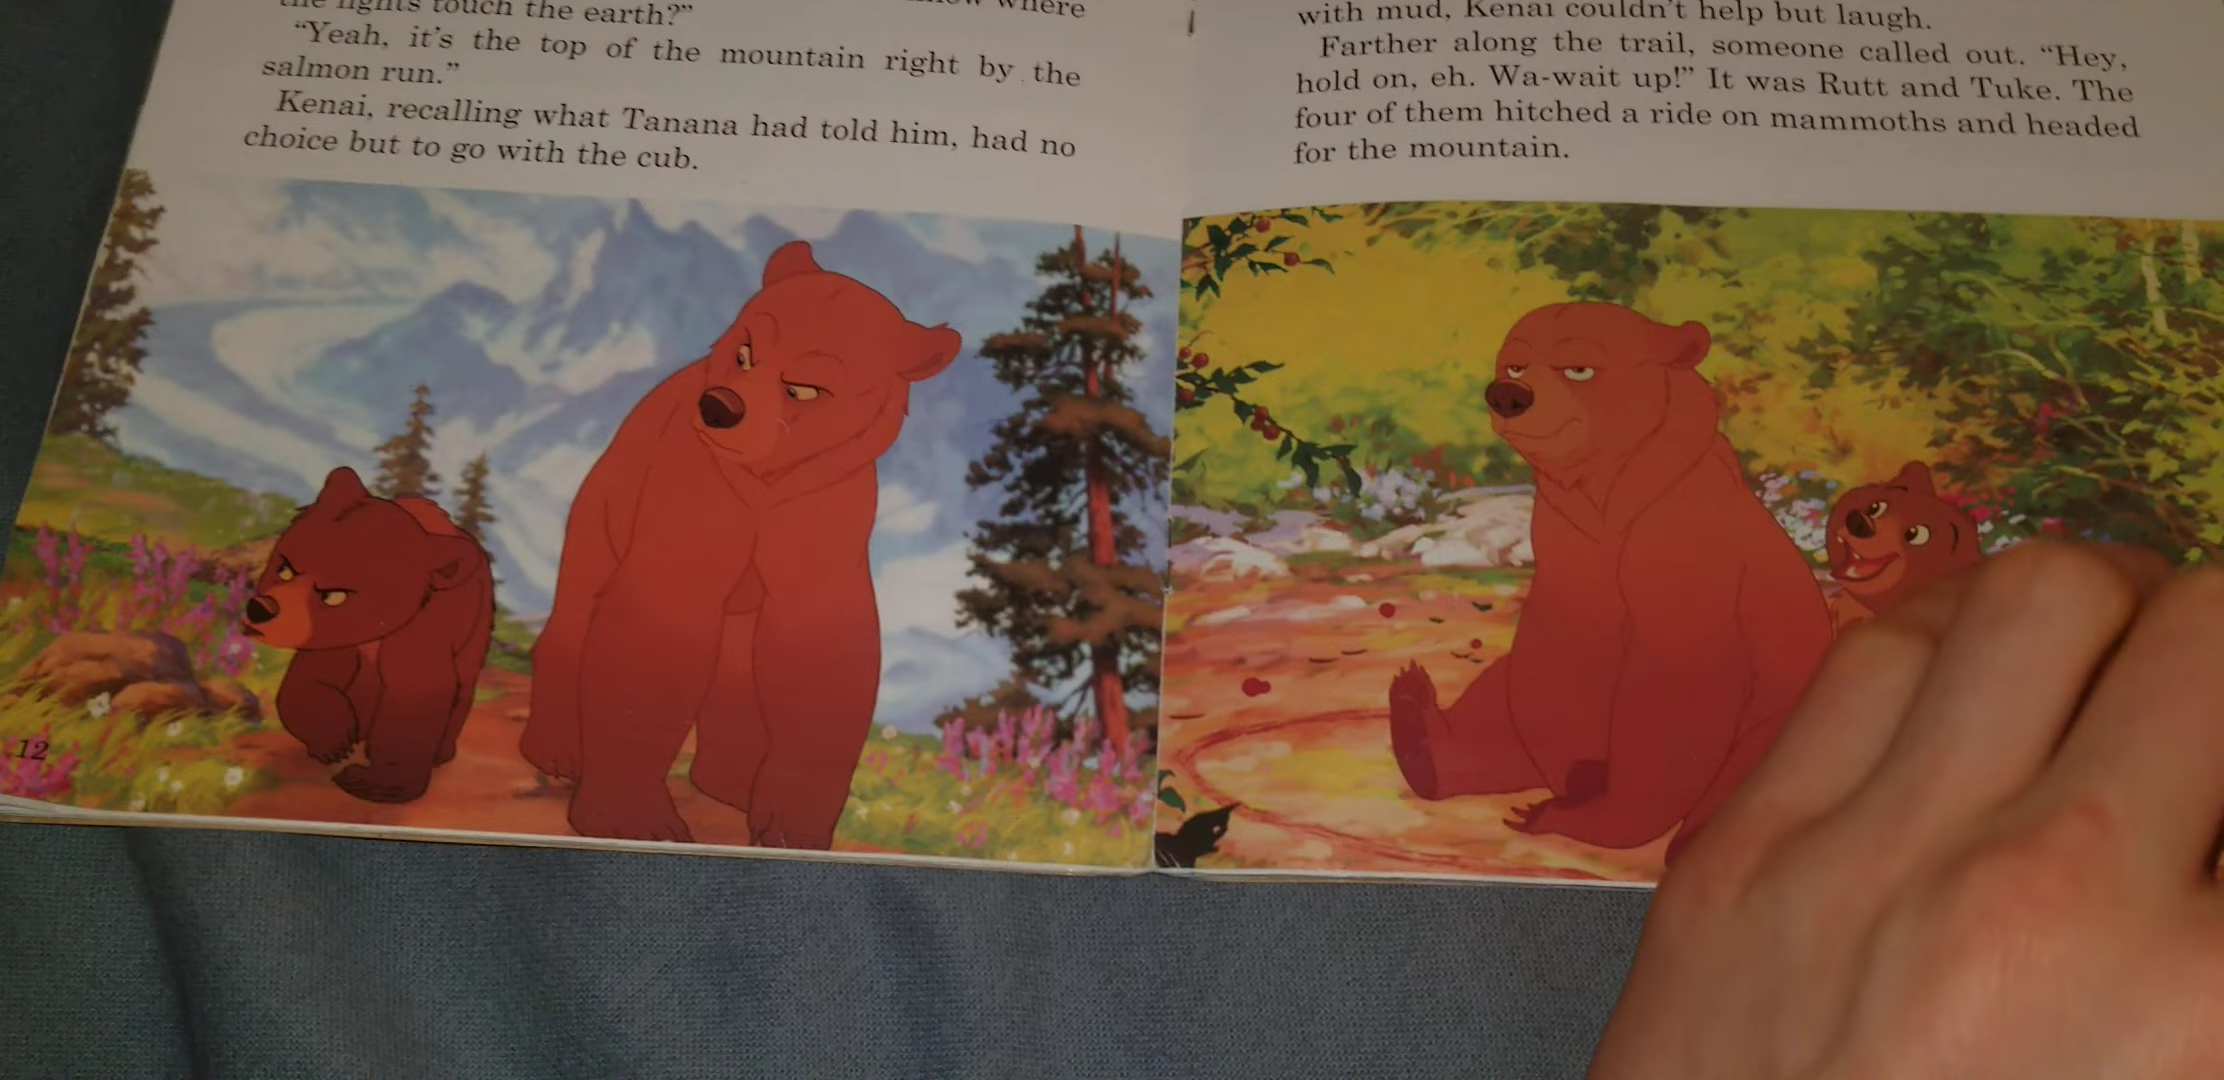 the lights touch the earth?" where
"Yeah, it's the top of the mountain right by the
salmon run."
Kenai, recalling what Tanana had told him, had no
choice but to go with the cub.
12
with mud, Kenai couldn't help but laugh.
Farther along the trail, someone called out. "Hey,
hold on, eh. Wa-wait up!" It was Rutt and Tuke. The
four of them hitched a ride on mammoths and headed
for the mountain.